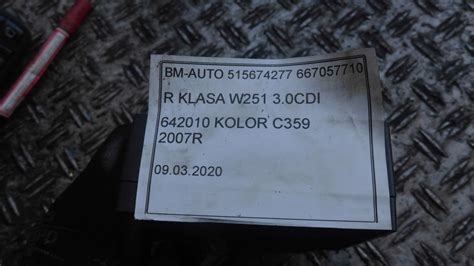 BM-AUTO 515674277 667057710
R KLASA W251 3.0CDI
642010 KOLOR C359
2007R
09.03.2020